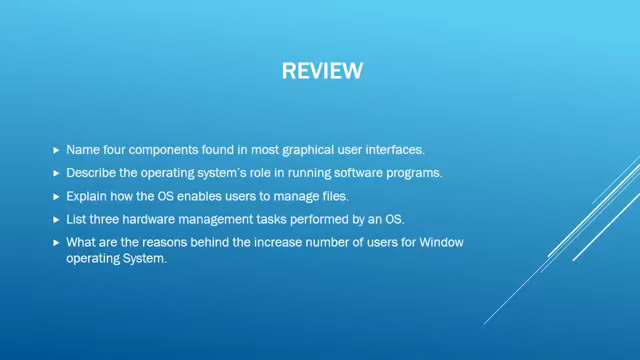 REVIEW
Name four components found in most graphical user interfaces.
Describe the operating system's role in running software programs.
Explain how the OS enables users to manage files.
List three hardware management tasks performed by an OS.
What are the reasons behind the increase number of users for Window
operating System.